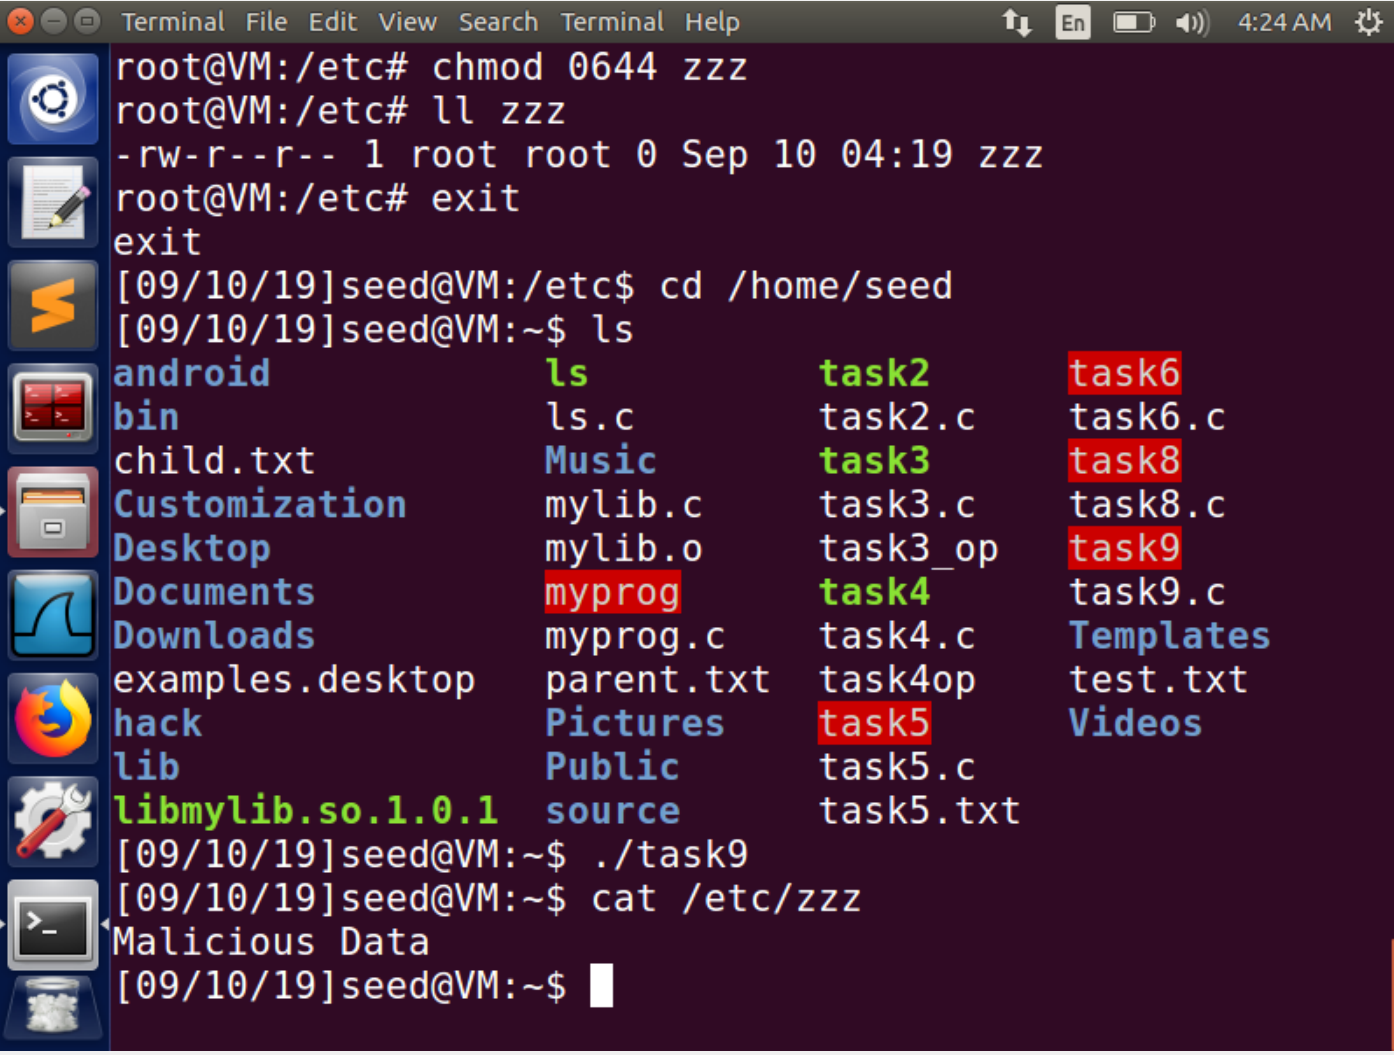 Terminal File Edit View Search Terminal Help En 4:24 AM
root@VM:/etc# chmod 0644 zzz
root@VM:/etc# ll zzz
-rw-r--r-- 1 root root 0 Sep 10 04:19 zzz
root@VM:/etc# exit
exit
[09/10/19]seed@VM:/etc$ cd /home/seed
[09/10/19]seed@VM:~$ ls
android ls task2 task6
bin ls.c task2.c task6.c
child.txt Music task3 task8
Customization mylib.c task3.c task8.c
Desktop mylib.o task3_op task9
Documents myprog task4 task9.c
Downloads myprog.c task4.c Templates
examples.desktop parent.txt task4op test.txt
hack Pictures task5 Videos
lib Public task5.c
libmylib.so.1.0.1 source task5.txt
[09/10/19]seed@VM:~$ ./task9
[09/10/19]seed@VM:~$ cat /etc/zzz
Malicious Data
[09/10/19]seed@VM:~$